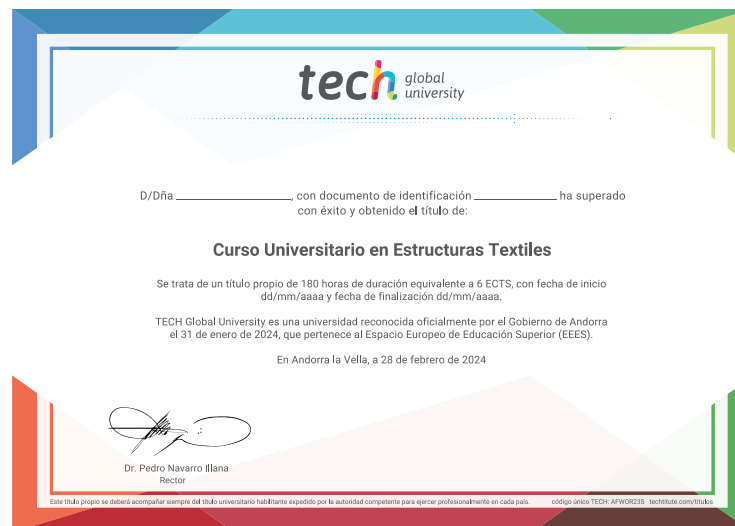 tech global university
D/Dña ____________, con documento de identificación ____________ ha superado
con éxito y obtenido el título de:
Curso Universitario en Estructuras Textiles
Se trata de un título propio de 180 horas de duración equivalente a 6 ECTS, con fecha de inicio
dd/mm/aaaa y fecha de finalización dd/mm/aaaa.
TECH Global University es una universidad reconocida oficialmente por el Gobierno de Andorra
el 31 de enero de 2024, que pertenece al Espacio Europeo de Educación Superior (EEES).
En Andorra la Vella, a 28 de febrero de 2024
Dr. Pedro Navarro Illana
Rector
Este título propio se deberá acompañar siempre del título universitario habilitante expedido por la autoridad competente para ejercer profesionalmente en cada país. código único TECH: AFWOR23S techtitute.com/titulos